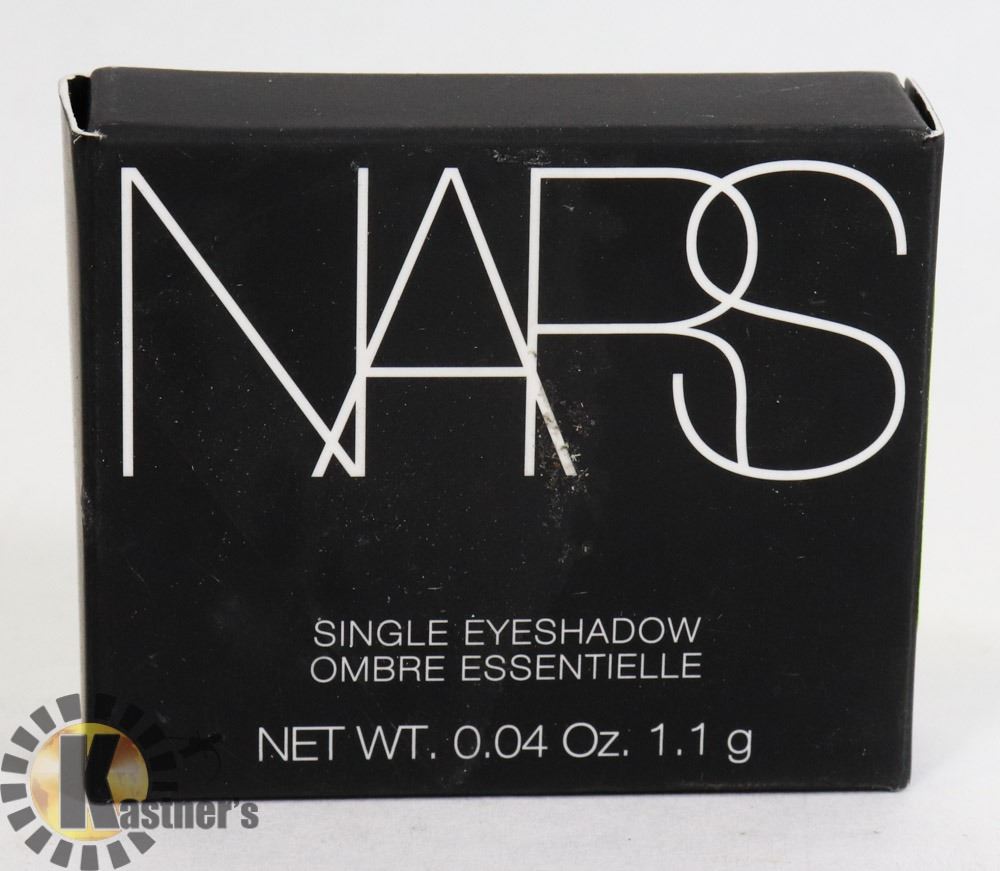 NARS
SINGLE EYESHADOW
OMBRE ESSENTIELLE
NET WT. 0.04 Oz. 1.1 g
Kastner's